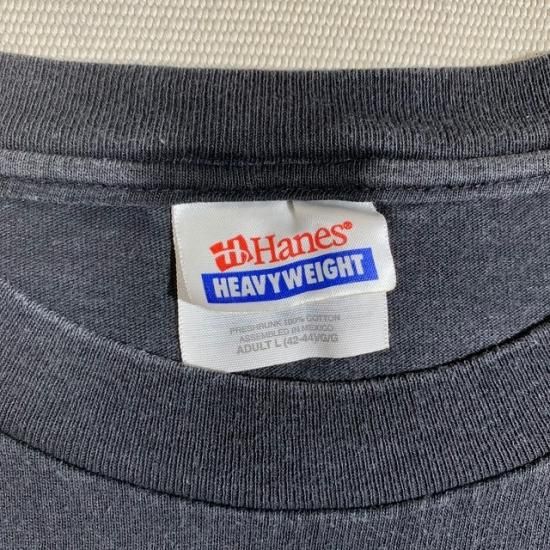 Hanes®
HEAVYWEIGHT
PRESHRUNK 100% COTTON
ASSEMBLED IN MEXICO
ADULT L (42-44)/G/G